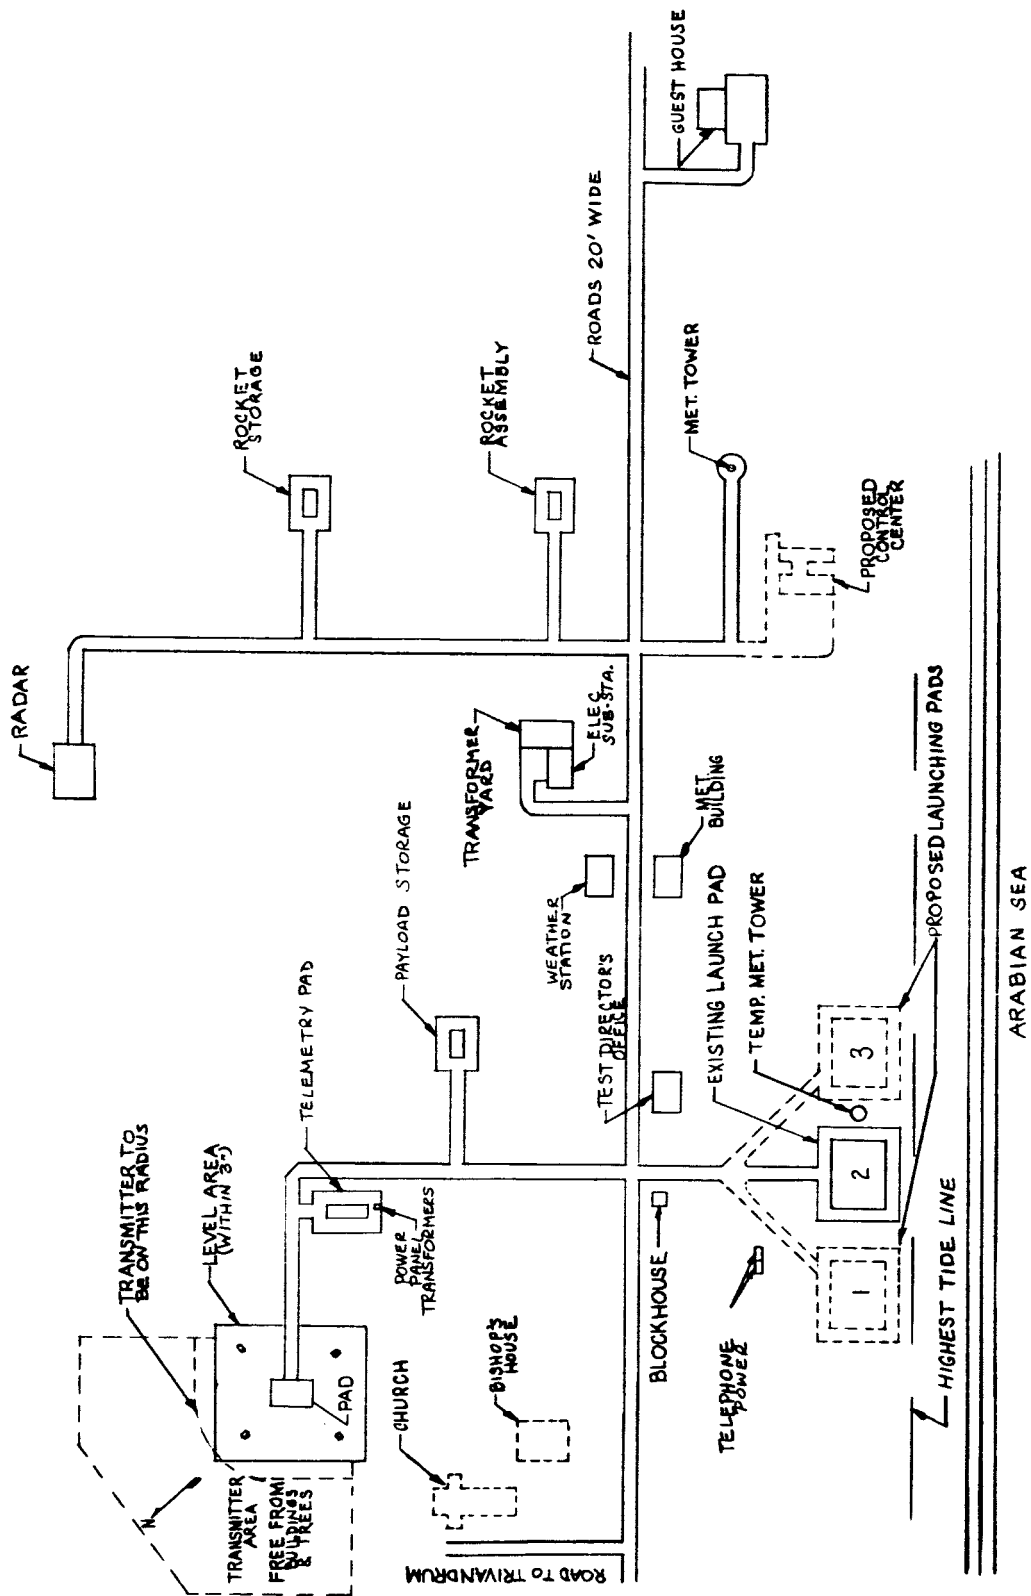 RADAR
ROCKET
STORAGE
ROCKET
ASSEMBLY
GUEST HOUSE
ROADS 20' WIDE
MET. TOWER
PROPOSED
CONTROL
CENTER
TRANSFORMER
YARD
ELEC
SUB-STA.
MET
BUILDING
WEATHER
STATION
PAYLOAD STORAGE
TELEMETRY PAD
TEST DIRECTOR'S
OFFICE
EXISTING LAUNCH PAD
TEMP. MET. TOWER
PROPOSED LAUNCHING PADS
TRANSMITTER TO
BE ON THIS RADIUS
LEVEL AREA
(WITHIN 3")
POWER
PANEL
TRANSFORMERS
PAD
N
TRANSMITTER
AREA
FREE FROM
BUILDINGS
& TREES
CHURCH
BISHOP'S
HOUSE
BLOCKHOUSE
TELEPHONE
POWER
1
2
3
HIGHEST TIDE LINE
ROAD TO TRIVANDRUM
ARABIAN SEA